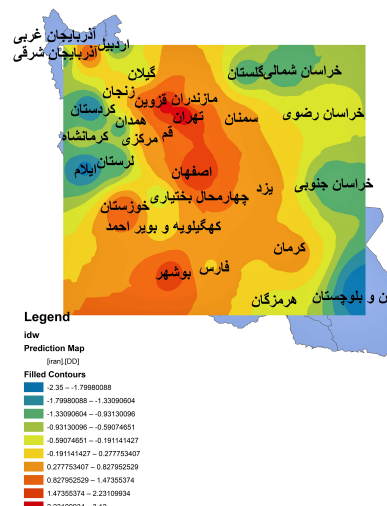 آذربایجان غربی
اردبیل
آذربایجان شرقی
گیلان
خراسان شمالی
گلستان
زنجان
مازندران
قزوین
کردستان
تهران
سمنان
خراسان رضوی
همدان
قم
مرکزی
کرمانشاه
لرستان
ایلام
اصفهان
یزد
خراسان جنوبی
چهارمحال بختیاری
خوزستان
کهگیلویه و بویر احمد
کرمان
فارس
بوشهر
هرمزگان
ن و بلوچستان
Legend
idw
Prediction Map
[iran],[DD]
Filled Contours
-2.35 – -1.79980088
-1.79980088 – -1.33090604
-1.33090604 – -0.93130096
-0.93130096 – -0.59074651
-0.59074651 – -0.191141427
-0.191141427 – 0.277753407
0.277753407 – 0.827952529
0.827952529 – 1.47355374
1.47355374 – 2.23109934